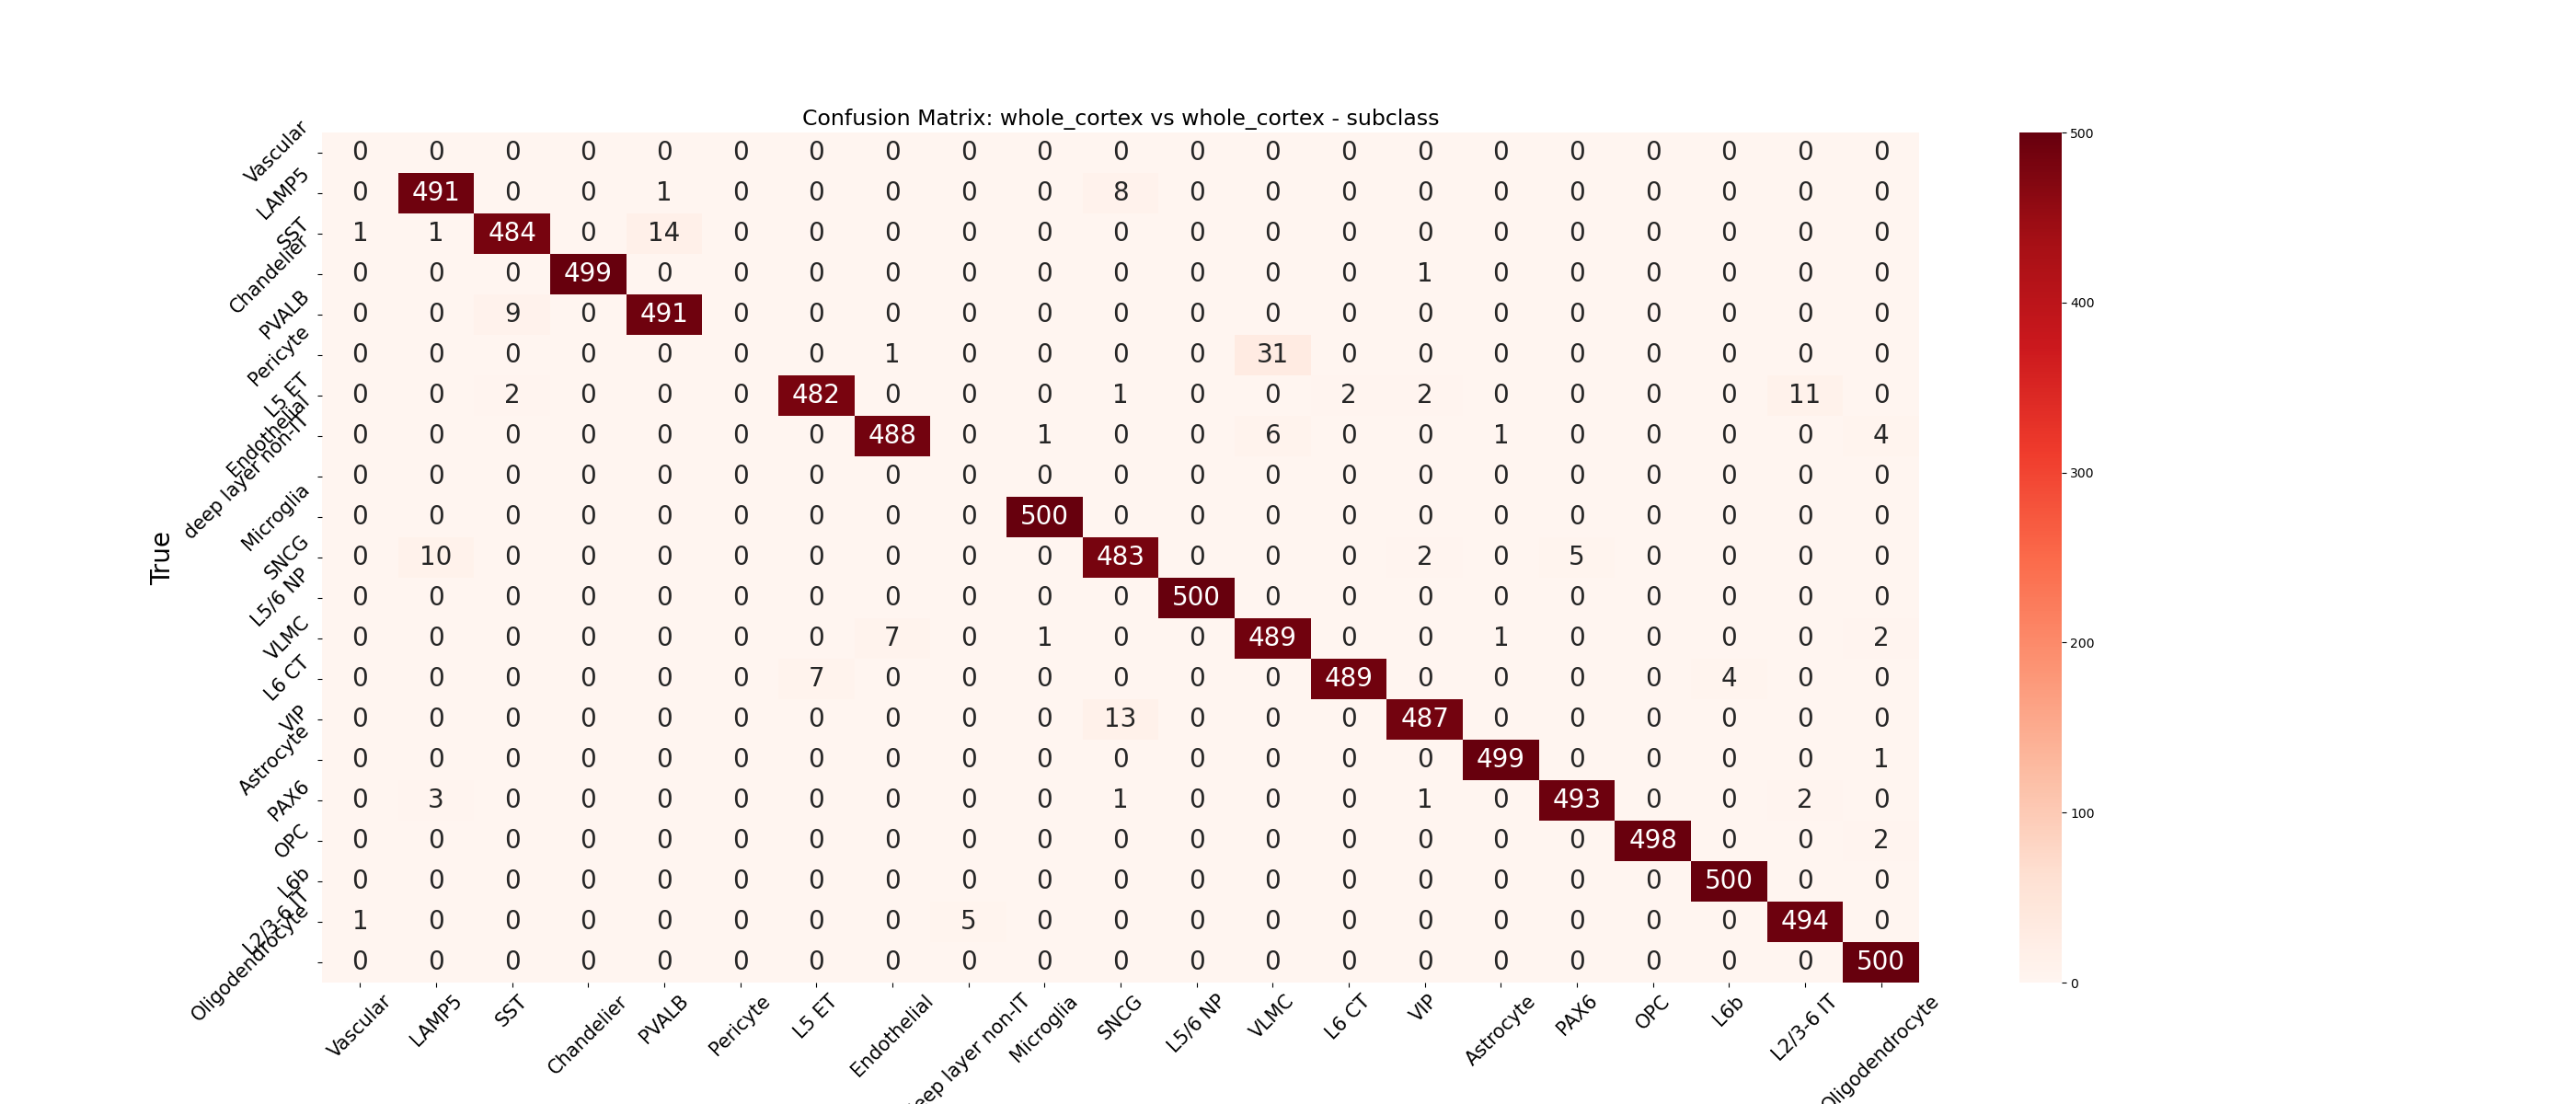 Confusion Matrix: whole_cortex vs whole_cortex - subclass
Vascular 0 0 0 0 0 0 0 0 0 0 0 0 0 0 0 0 0 0 0 0 0
LAMP5 0 491 0 0 1 0 0 0 0 0 8 0 0 0 0 0 0 0 0 0 0
SST 1 1 484 0 14 0 0 0 0 0 0 0 0 0 0 0 0 0 0 0 0
Chandelier 0 0 0 499 0 0 0 0 0 0 0 0 0 0 1 0 0 0 0 0 0
PVALB 0 0 9 0 491 0 0 0 0 0 0 0 0 0 0 0 0 0 0 0 0
Pericyte 0 0 0 0 0 0 0 1 0 0 0 0 31 0 0 0 0 0 0 0 0
L5 ET 0 0 2 0 0 0 482 0 0 0 1 0 0 2 2 0 0 0 0 11 0
Endothelial 0 0 0 0 0 0 0 488 0 1 0 0 6 0 0 1 0 0 0 0 4
deep layer non-IT 0 0 0 0 0 0 0 0 0 0 0 0 0 0 0 0 0 0 0 0 0
Microglia 0 0 0 0 0 0 0 0 0 500 0 0 0 0 0 0 0 0 0 0 0
SNCG 0 10 0 0 0 0 0 0 0 0 483 0 0 0 2 0 5 0 0 0 0
L5/6 NP 0 0 0 0 0 0 0 0 0 0 0 500 0 0 0 0 0 0 0 0 0
VLMC 0 0 0 0 0 0 0 7 0 1 0 0 489 0 0 1 0 0 0 0 2
L6 CT 0 0 0 0 0 0 7 0 0 0 0 0 0 489 0 0 0 0 4 0 0
VIP 0 0 0 0 0 0 0 0 0 0 13 0 0 0 487 0 0 0 0 0 0
Astrocyte 0 0 0 0 0 0 0 0 0 0 0 0 0 0 0 499 0 0 0 0 1
PAX6 0 3 0 0 0 0 0 0 0 0 1 0 0 0 1 0 493 0 0 2 0
OPC 0 0 0 0 0 0 0 0 0 0 0 0 0 0 0 0 0 498 0 0 2
L6b 0 0 0 0 0 0 0 0 0 0 0 0 0 0 0 0 0 0 500 0 0
L2/3-6 IT 1 0 0 0 0 0 0 0 5 0 0 0 0 0 0 0 0 0 0 494 0
Oligodendrocyte 0 0 0 0 0 0 0 0 0 0 0 0 0 0 0 0 0 0 0 0 500
True
Vascular LAMP5 SST Chandelier PVALB Pericyte L5 ET Endothelial deep layer non-IT Microglia SNCG L5/6 NP VLMC L6 CT VIP Astrocyte PAX6 OPC L6b L2/3-6 IT Oligodendrocyte
500
400
300
200
100
0